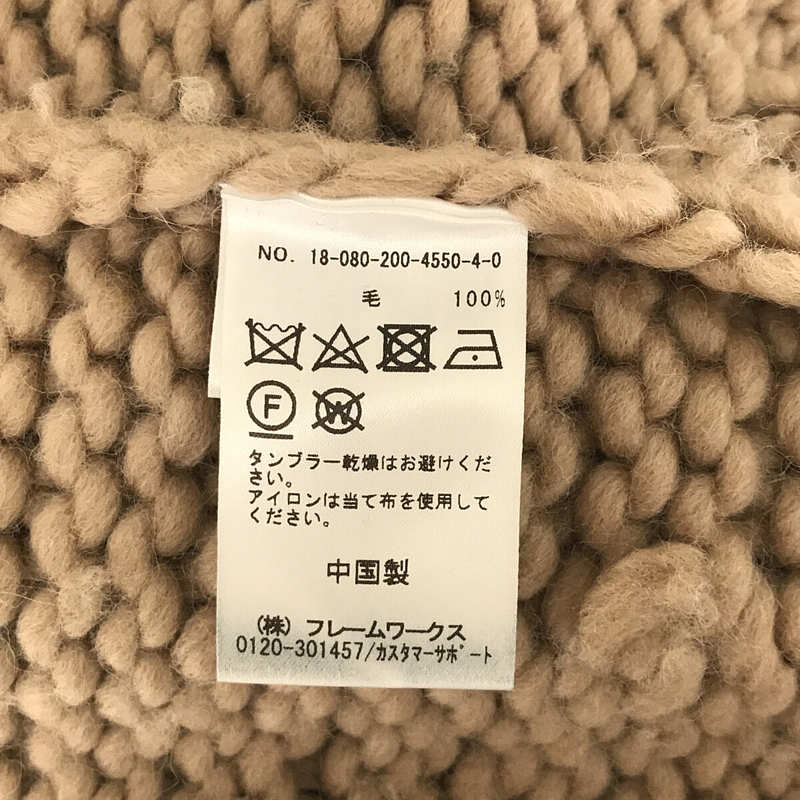 NO. 18-080-200-4550-4-0
毛 100%
F W
タンブラー乾燥はお避けくだ
さい。
アイロンは当て布を使用して
ください。
中国製
(株) フレームワークス
0120-301457/ｶｽﾀﾏｰｻﾎﾟｰﾄ